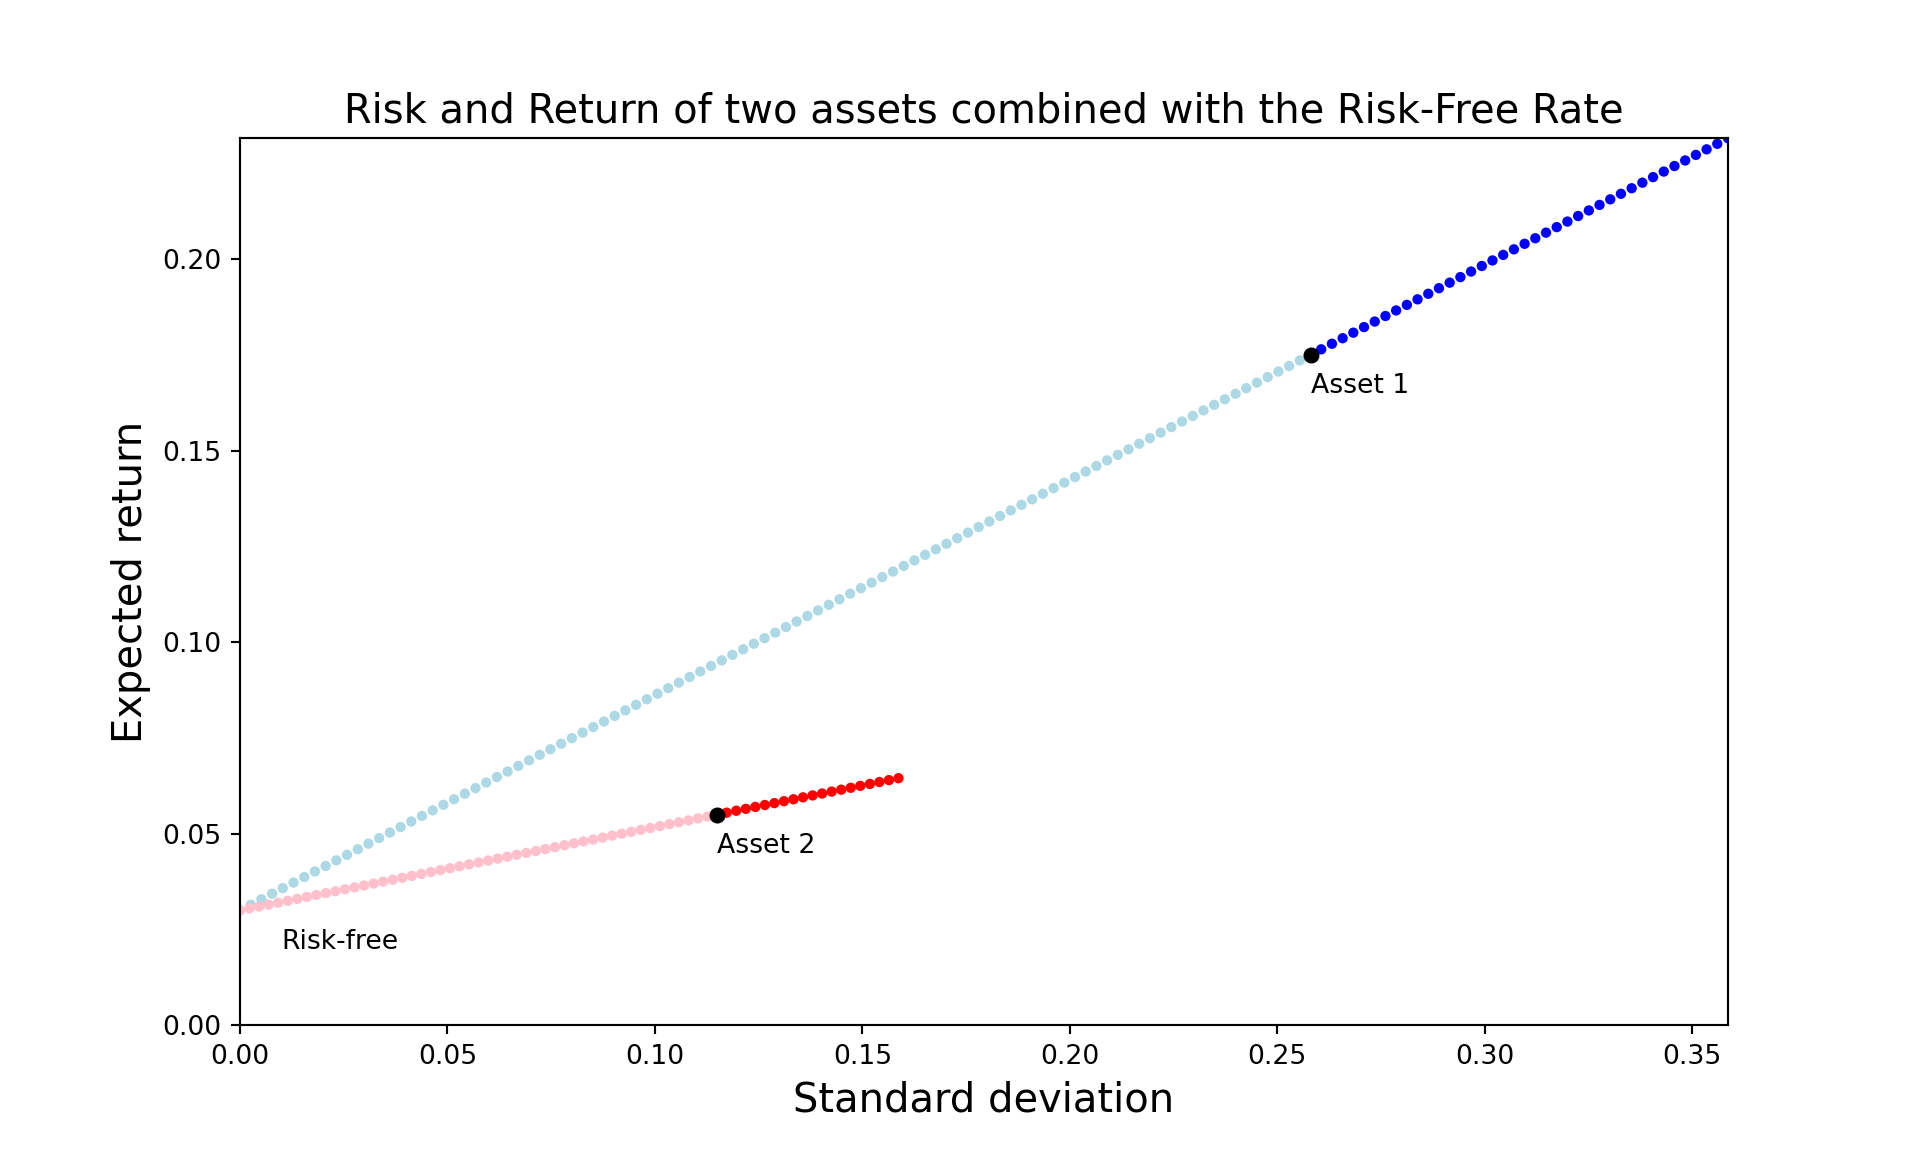 Risk and Return of two assets combined with the Risk-Free Rate
Expected return
0.20
0.15
0.10
0.05
0.00
Asset 1
Asset 2
Risk-free
0.00 0.05 0.10 0.15 0.20 0.25 0.30 0.35
Standard deviation